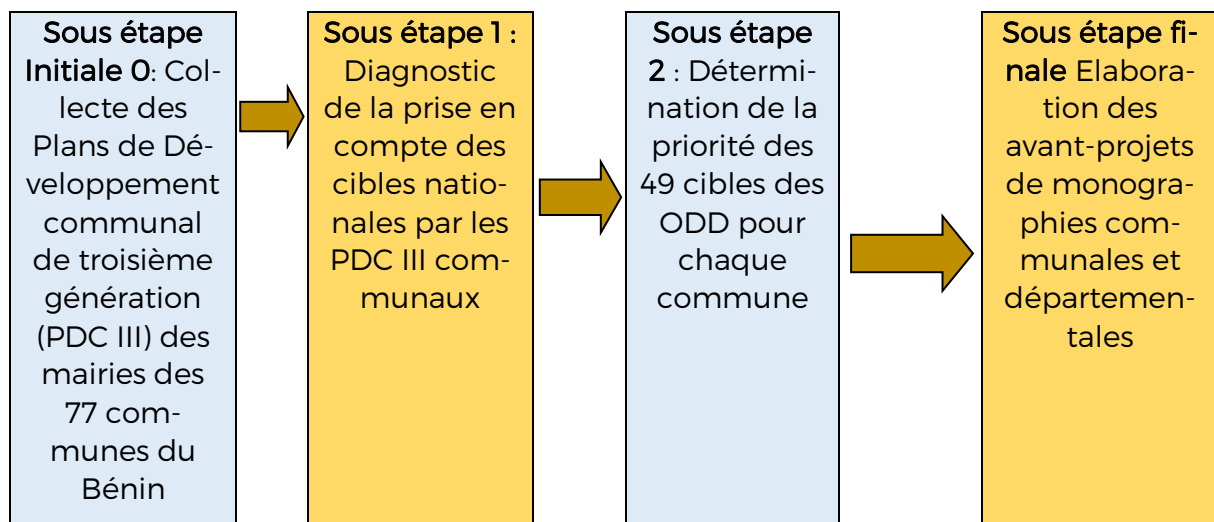 Sous étape
Initiale 0: Col-
lecte des
Plans de Dé-
veloppement
communal
de troisième
génération
(PDC III) des
mairies des
77 com-
munes du
Bénin
Sous étape 1 :
Diagnostic
de la prise en
compte des
cibles natio-
nales par les
PDC III com-
munaux
Sous étape
2 : Détermi-
nation de la
priorité des
49 cibles des
ODD pour
chaque
commune
Sous étape fi-
nale Elabora-
tion des
avant-projets
de monogra-
phies com-
munales et
départemen-
tales